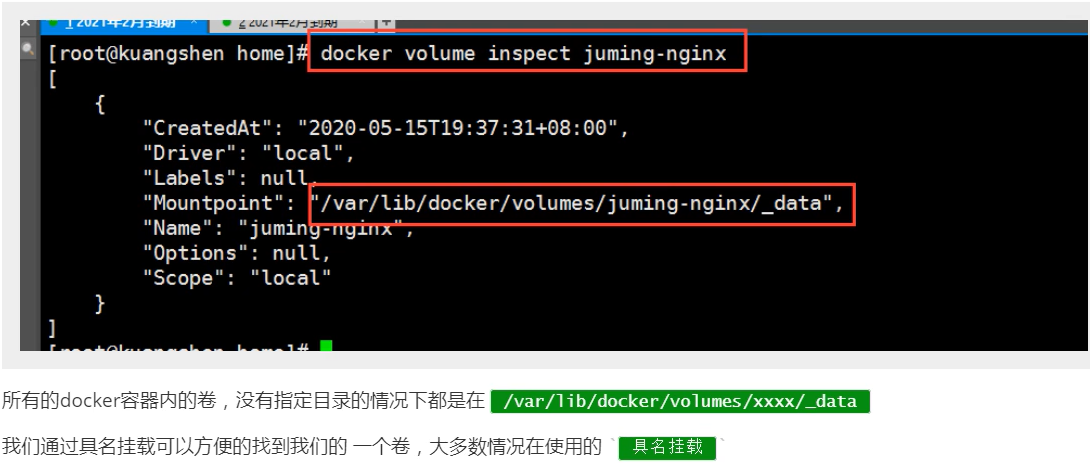 1 2021年2月到期 × 2 2021年2月到期 +
[root@kuangshen home]# docker volume inspect juming-nginx
[
{
"CreatedAt": "2020-05-15T19:37:31+08:00",
"Driver": "local",
"Labels": null,
"Mountpoint": "/var/lib/docker/volumes/juming-nginx/_data",
"Name": "juming-nginx",
"Options": null,
"Scope": "local"
}
]
[root@kuangshen home]#
所有的docker容器内的卷，没有指定目录的情况下都是在 /var/lib/docker/volumes/xxxx/_data
我们通过具名挂载可以方便的找到我们的 一个卷，大多数情况在使用的 `具名挂载`